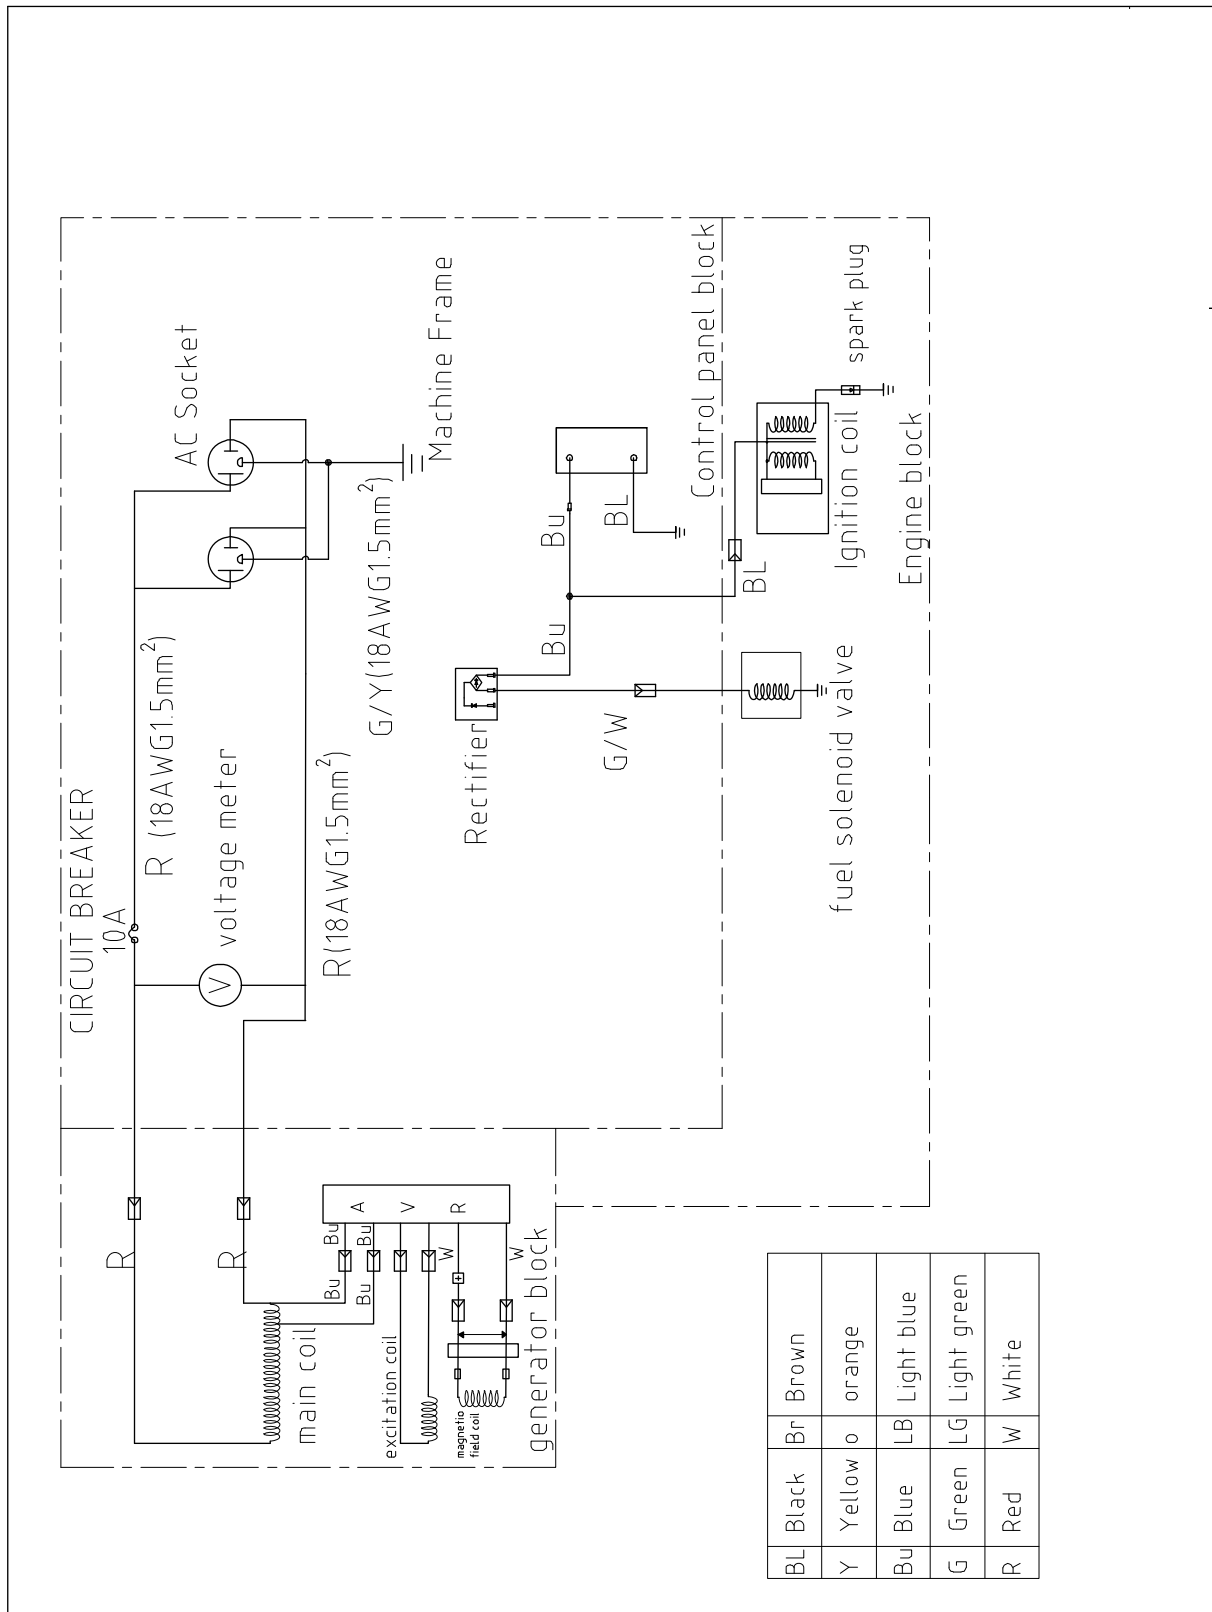 CIRCUIT BREAKER
10A
R (18AWG1.5mm²)
AC Socket
V
voltage meter
R(18AWG1.5mm²)
G/Y(18AWG1.5mm²)
Machine Frame
R
R
main coil
Bu
Bu
Bu
Bu
A
V
R
excitation coil
W
W
+
magnetio
field coil
generator block
Rectifier
Bu
Bu
BL
G/W
Control panel block
BL
Ignition coil
spark plug
fuel solenoid valve
Engine block
BL Black Br Brown
Y Yellow o orange
Bu Blue LB Light blue
G Green LG Light green
R Red W White